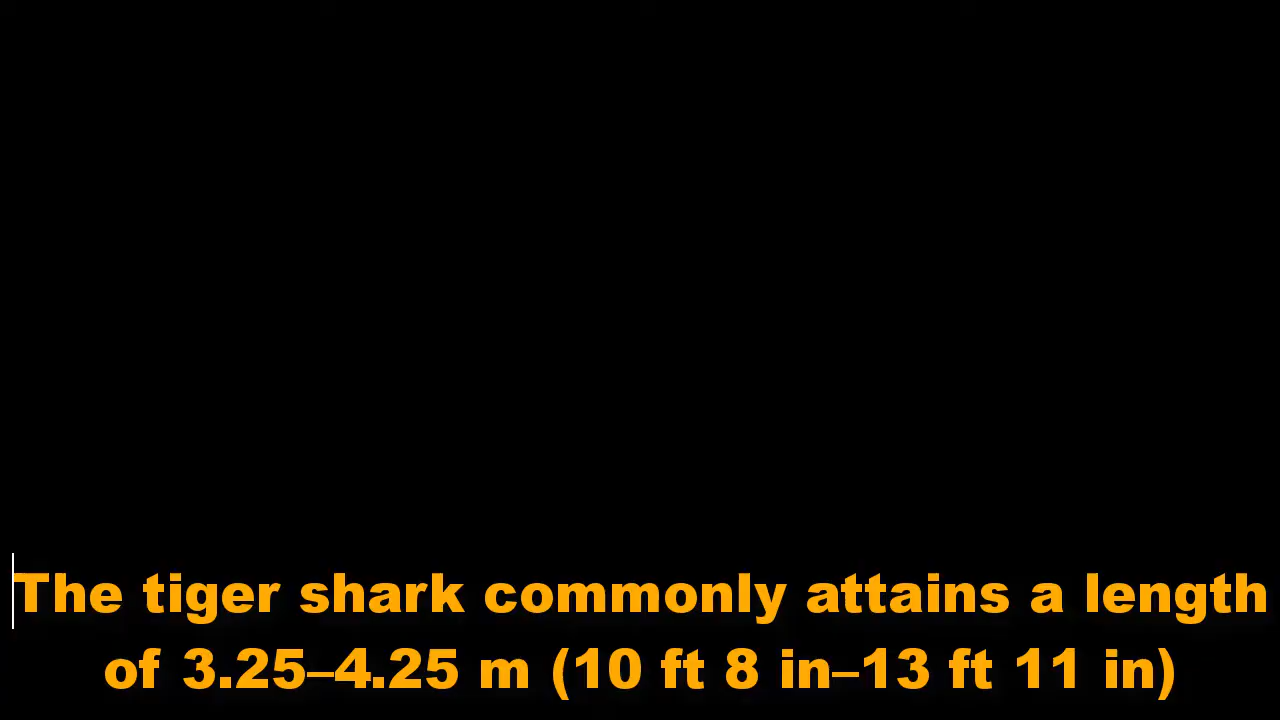 The tiger shark commonly attains a length
of 3.25–4.25 m (10 ft 8 in–13 ft 11 in)